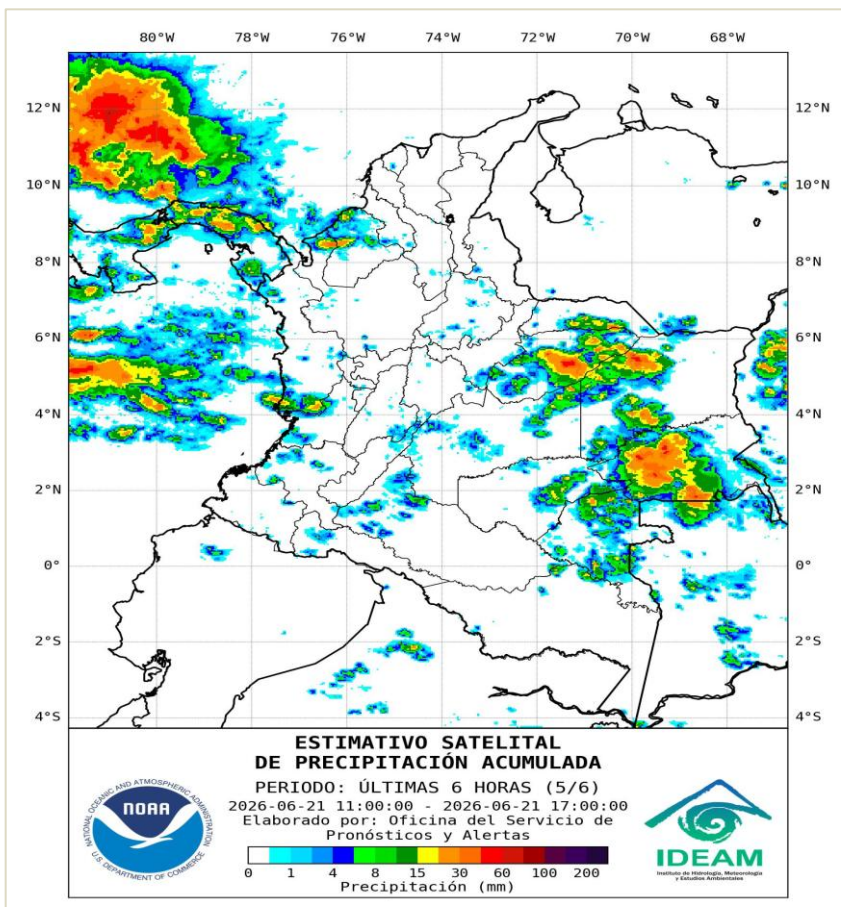 80°W 78°W 76°W 74°W 72°W 70°W 68°W
12°N 12°N
10°N 10°N
8°N 8°N
6°N 6°N
4°N 4°N
2°N 2°N
0° 0°
2°S 2°S
4°S 4°S
ESTIMATIVO SATELITAL
DE PRECIPITACIÓN ACUMULADA
PERIODO: ÚLTIMAS 6 HORAS (5/6)
2026-06-21 11:00:00 - 2026-06-21 17:00:00
Elaborado por: Oficina del Servicio de
Pronósticos y Alertas
0 1 4 8 15 30 60 100 200
Precipitación (mm)
NATIONAL OCEANIC AND ATMOSPHERIC ADMINISTRATION
NOAA
U.S. DEPARTMENT OF COMMERCE
IDEAM
Instituto de Hidrología, Meteorología
y Estudios Ambientales